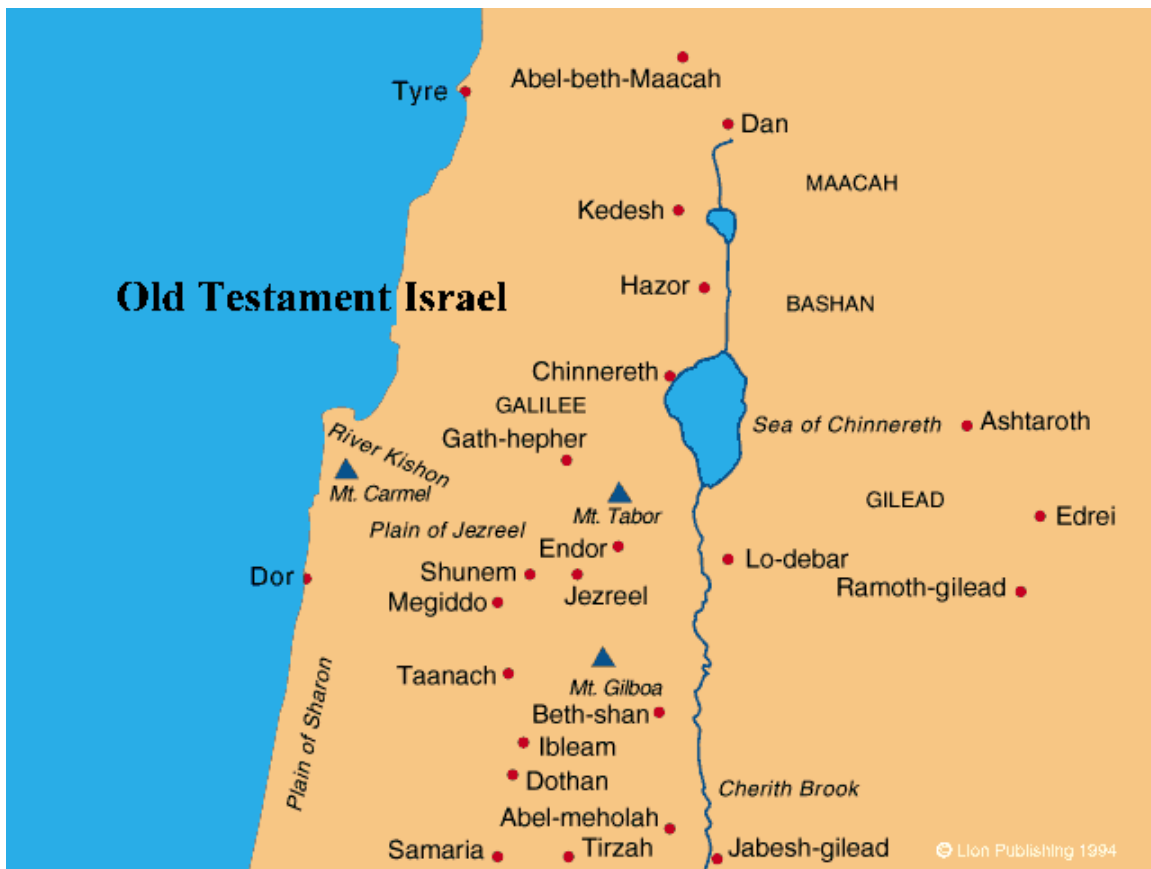 Abel-beth-Maacah
Tyre
Dan
MAACAH
Kedesh
Hazor
Old Testament Israel
BASHAN
Chinnereth
GALILEE
Sea of Chinnereth
Ashtaroth
River Kishon
Gath-hepher
Mt. Carmel
GILEAD
Mt. Tabor
Edrei
Plain of Jezreel
Endor
Lo-debar
Dor
Shunem
Jezreel
Ramoth-gilead
Megiddo
Taanach
Mt. Gilboa
Plain of Sharon
Beth-shan
Ibleam
Dothan
Cherith Brook
Abel-meholah
Samaria
Tirzah
Jabesh-gilead
© Lion Publishing 1994